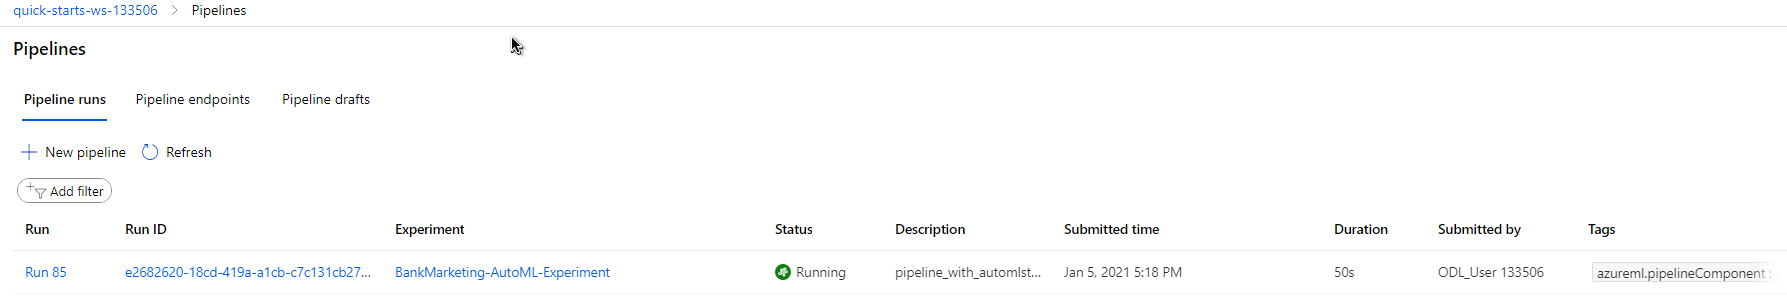 quick-starts-ws-133506 > Pipelines
Pipelines
Pipeline runs Pipeline endpoints Pipeline drafts
New pipeline Refresh
Add filter
Run Run ID Experiment Status Description Submitted time Duration Submitted by Tags
Run 85 e2682620-18cd-419a-a1cb-c7c131cb27... BankMarketing-AutoML-Experiment Running pipeline_with_automlst... Jan 5, 2021 5:18 PM 50s ODL_User 133506 azureml.pipelineComponent :